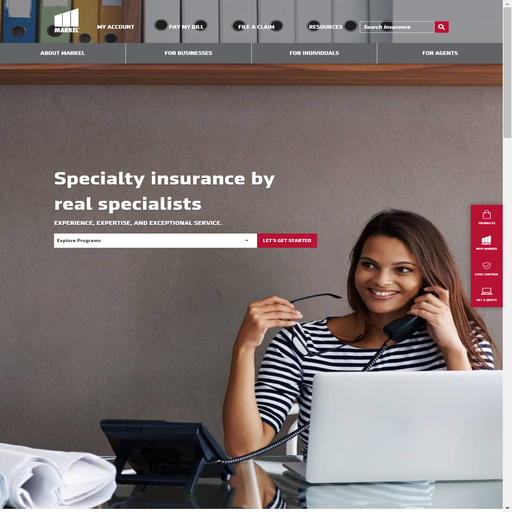 MARKEL
MY ACCOUNT
PAY MY BILL
FILE A CLAIM
RESOURCES
Search Insurance
ABOUT MARKEL
FOR BUSINESSES
FOR INDIVIDUALS
FOR AGENTS
Specialty insurance by
real specialists
EXPERIENCE, EXPERTISE, AND EXCEPTIONAL SERVICE.
Explore Programs
LET'S GET STARTED
PRODUCTS
WHY MARKEL
LOSS CONTROL
GET A QUOTE